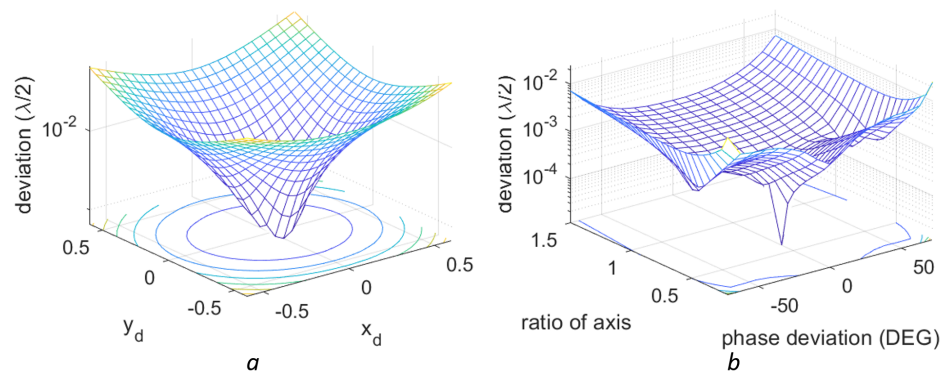 deviation (λ/2)
10⁻²
0.5
0
-0.5
y_d
-0.5
0
0.5
x_d
a
deviation (λ/2)
10⁻²
10⁻³
10⁻⁴
1.5
1
0.5
ratio of axis
-50
0
50
phase deviation (DEG)
b